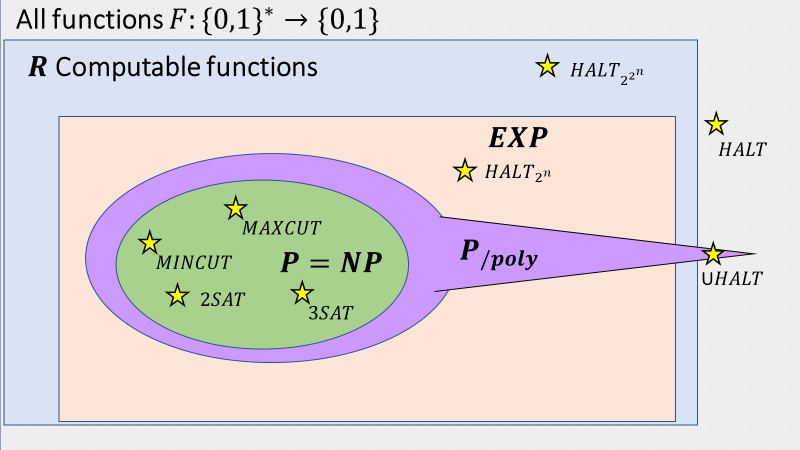 All functions F: {0,1}* → {0,1}
R Computable functions
HALT_{2^{2^n}}
HALT
EXP
HALT_{2^n}
MAXCUT
MINCUT
P = NP
P_{/poly}
2SAT
3SAT
∪HALT